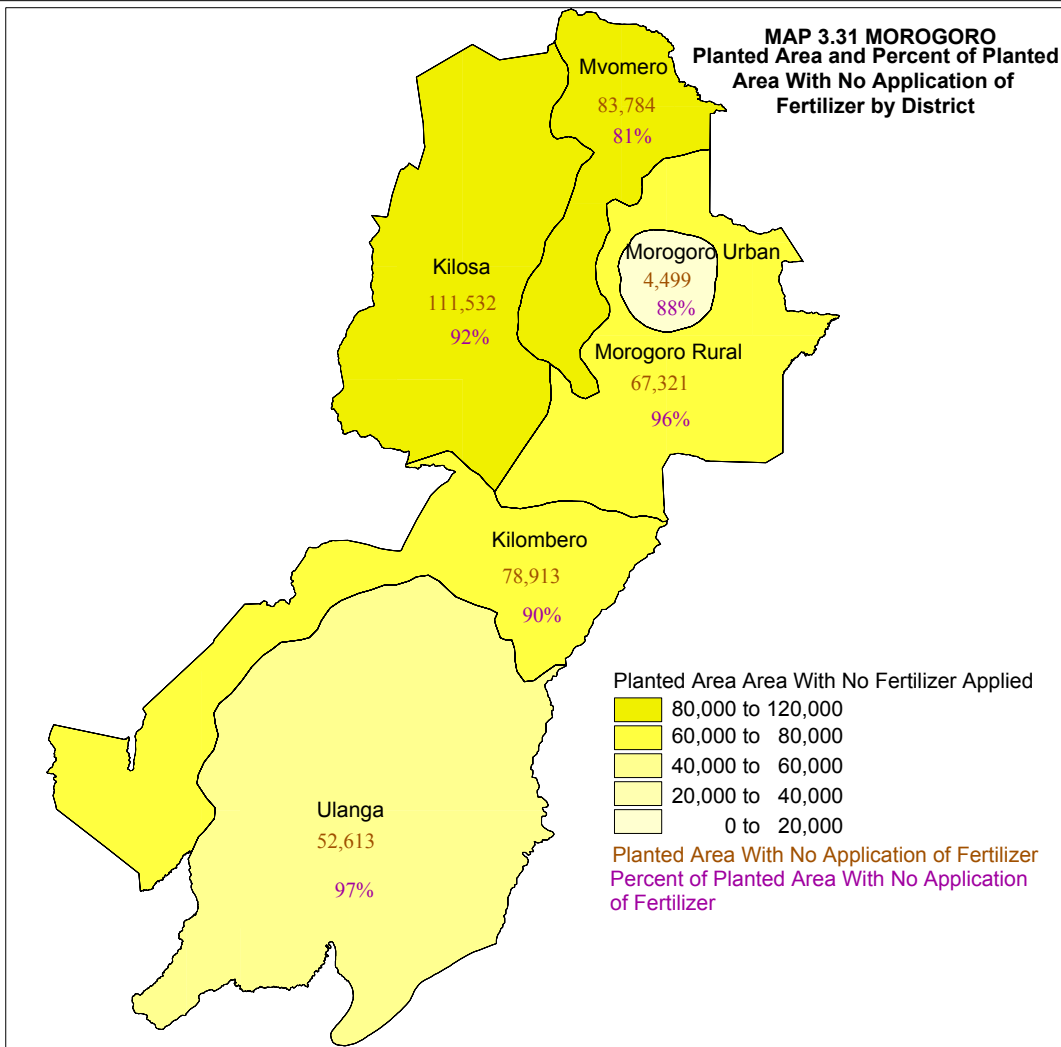 MAP 3.31 MOROGORO
Planted Area and Percent of Planted
Area With No Application of
Fertilizer by District
Mvomero
83,784
81%
Morogoro Urban
4,499
88%
Kilosa
111,532
92%
Morogoro Rural
67,321
96%
Kilombero
78,913
90%
Ulanga
52,613
97%
Planted Area Area With No Fertilizer Applied
80,000 to 120,000
60,000 to 80,000
40,000 to 60,000
20,000 to 40,000
0 to 20,000
Planted Area With No Application of Fertilizer
Percent of Planted Area With No Application
of Fertilizer